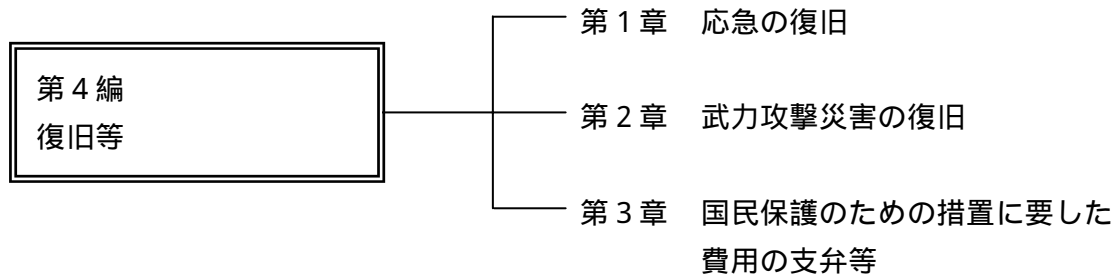 第４編
復旧等
第１章　応急の復旧
第２章　武力攻撃災害の復旧
第３章　国民保護のための措置に要した
費用の支弁等